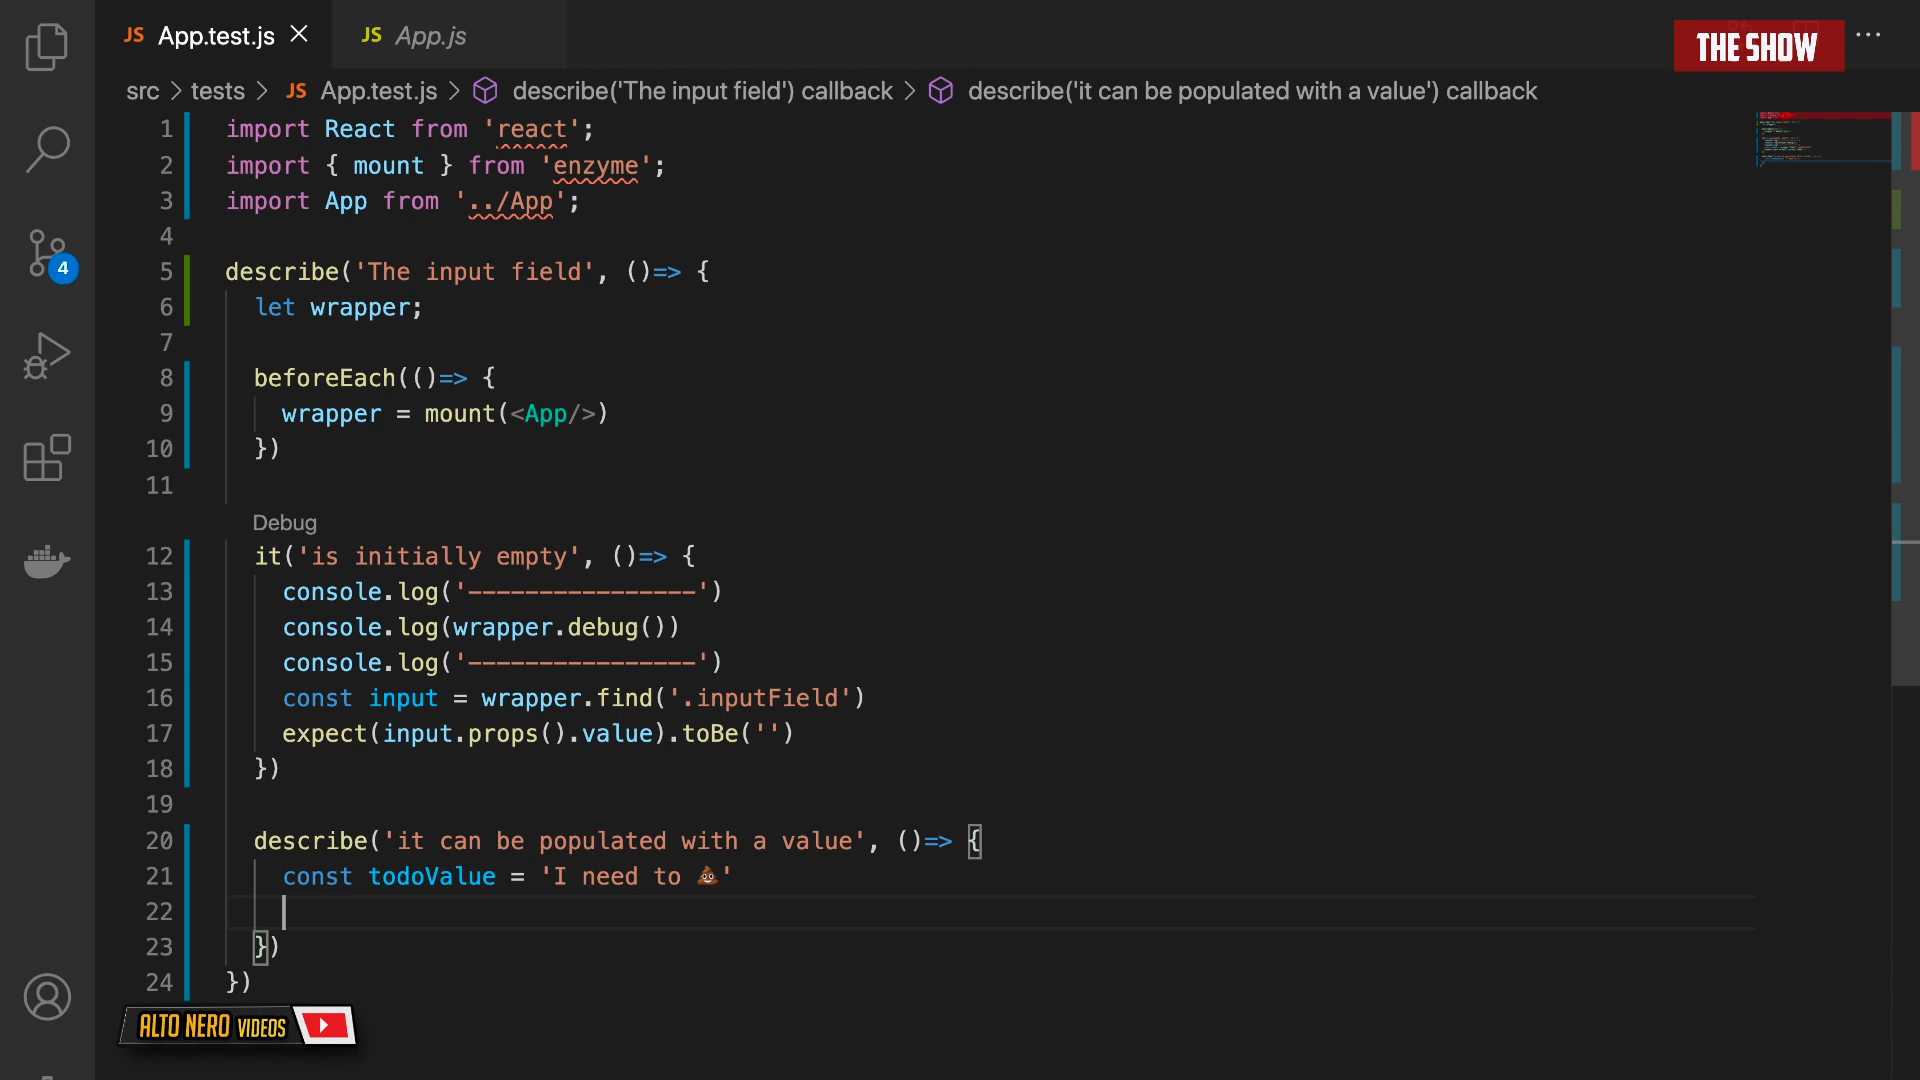 JS App.test.js JS App.js
THE SHOW
src > tests > JS App.test.js > describe('The input field') callback > describe('it can be populated with a value') callback
1 import React from 'react';
2 import { mount } from 'enzyme';
3 import App from '../App';
4
5 describe('The input field', ()=> {
6 let wrapper;
7
8 beforeEach(()=> {
9 wrapper = mount(<App/>)
10 })
11
Debug
12 it('is initially empty', ()=> {
13 console.log('----------------')
14 console.log(wrapper.debug())
15 console.log('----------------')
16 const input = wrapper.find('.inputField')
17 expect(input.props().value).toBe('')
18 })
19
20 describe('it can be populated with a value', ()=> {
21 const todoValue = 'I need to 💩'
22
23 })
24 })
4
ALTO NERO VIDEOS